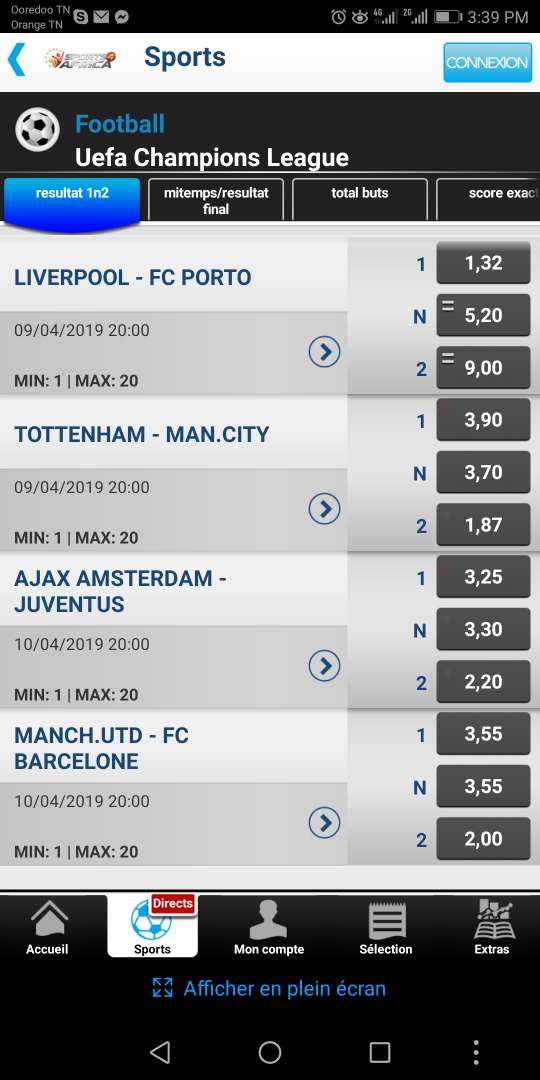 Ooredoo TN
Orange TN
4G
2G
3:39 PM
SPORTS
AFRICA
Sports
CONNEXION
Football
Uefa Champions League
resultat 1n2
mitemps/resultat
final
total buts
score exact
LIVERPOOL - FC PORTO
09/04/2019 20:00
MIN: 1 | MAX: 20
1 1,32
N = 5,20
2 = 9,00
TOTTENHAM - MAN.CITY
09/04/2019 20:00
MIN: 1 | MAX: 20
1 3,90
N 3,70
2 1,87
AJAX AMSTERDAM -
JUVENTUS
10/04/2019 20:00
MIN: 1 | MAX: 20
1 3,25
N 3,30
2 2,20
MANCH.UTD - FC
BARCELONE
10/04/2019 20:00
MIN: 1 | MAX: 20
1 3,55
N 3,55
2 2,00
Directs
Accueil
Sports
Mon compte
Sélection
Extras
Afficher en plein écran